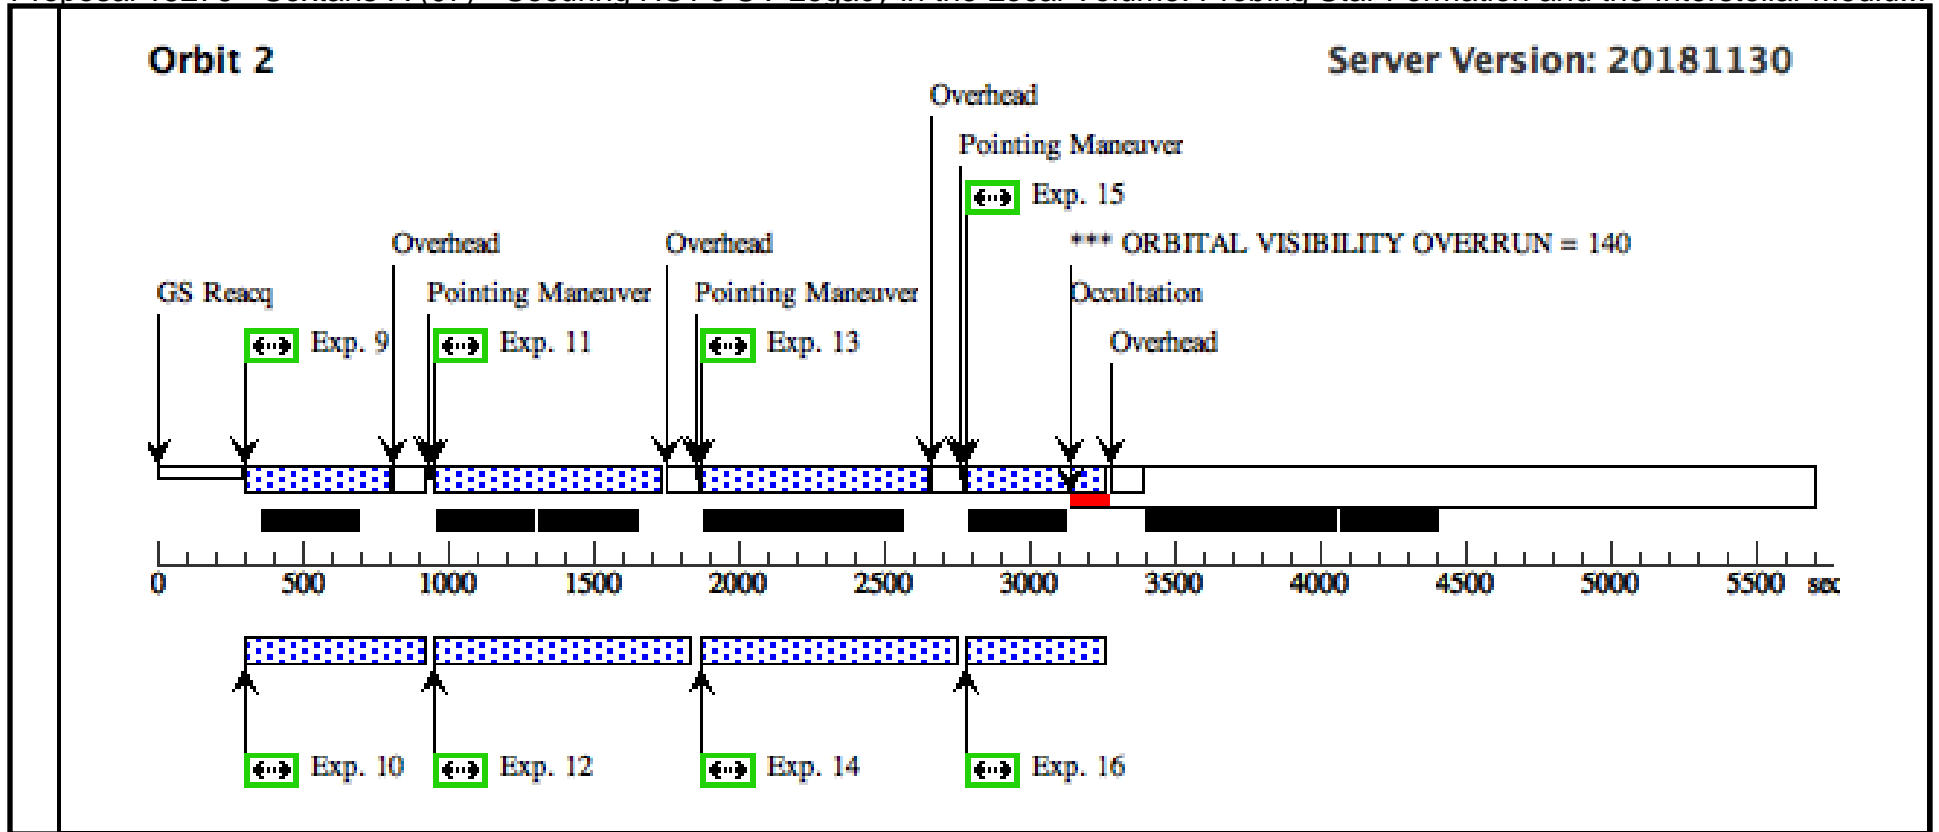 Orbit 2
Server Version: 20181130
Overhead
Pointing Maneuver
Exp. 15
Overhead
Overhead
*** ORBITAL VISIBILITY OVERRUN = 140
GS Reacq
Pointing Maneuver
Pointing Maneuver
Occultation
Exp. 9
Exp. 11
Exp. 13
Overhead
0 500 1000 1500 2000 2500 3000 3500 4000 4500 5000 5500 sec
Exp. 10
Exp. 12
Exp. 14
Exp. 16